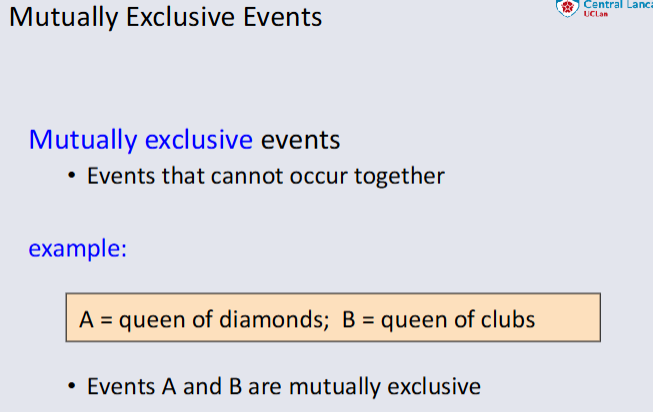 Mutually Exclusive Events
Central Lanca
UCLan
Mutually exclusive events
• Events that cannot occur together
example:
A = queen of diamonds; B = queen of clubs
• Events A and B are mutually exclusive